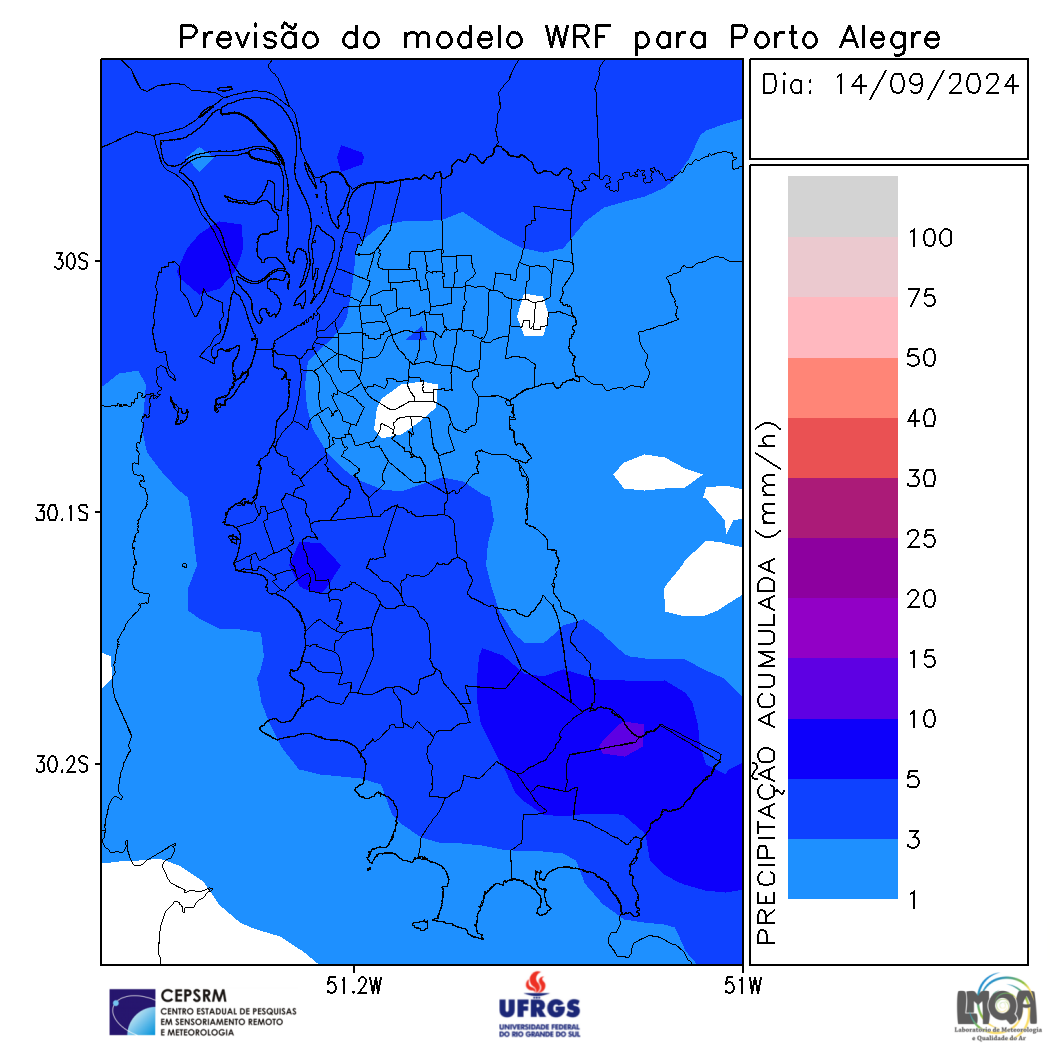 Previsão do modelo WRF para Porto Alegre
Dia: 14/09/2024
30S
30.1S
30.2S
51.2W
51W
PRECIPITAÇÃO ACUMULADA (mm/h)
100
75
50
40
30
25
20
15
10
5
3
1
CEPSRM
CENTRO ESTADUAL DE PESQUISAS
EM SENSORIAMENTO REMOTO
E METEOROLOGIA
UFRGS
UNIVERSIDADE FEDERAL
DO RIO GRANDE DO SUL
LMQA
Laboratório de Meteorologia
e Qualidade do Ar